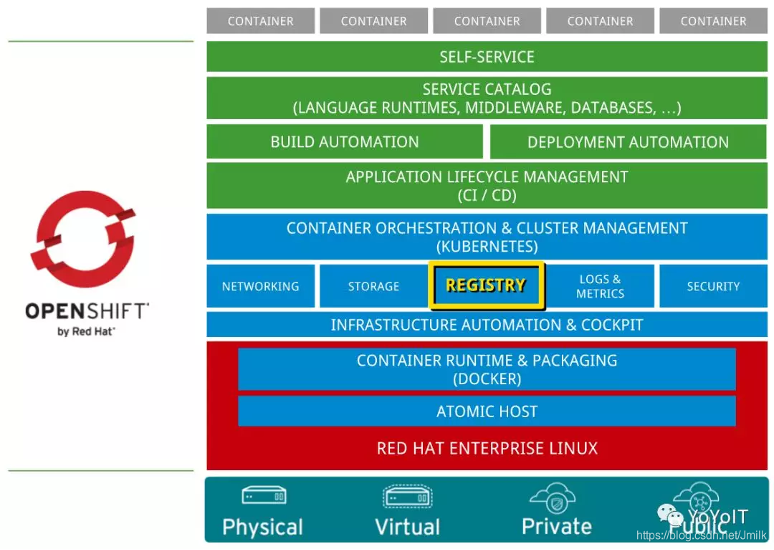 CONTAINER CONTAINER CONTAINER CONTAINER CONTAINER
SELF-SERVICE
SERVICE CATALOG
(LANGUAGE RUNTIMES, MIDDLEWARE, DATABASES, …)
BUILD AUTOMATION DEPLOYMENT AUTOMATION
APPLICATION LIFECYCLE MANAGEMENT
(CI / CD)
CONTAINER ORCHESTRATION & CLUSTER MANAGEMENT
(KUBERNETES)
NETWORKING STORAGE REGISTRY LOGS &
METRICS SECURITY
OPENSHIFT
by Red Hat
INFRASTRUCTURE AUTOMATION & COCKPIT
CONTAINER RUNTIME & PACKAGING
(DOCKER)
ATOMIC HOST
RED HAT ENTERPRISE LINUX
Physical Virtual Private Public
YoYoIT
https://blog.csdn.net/Jmilk